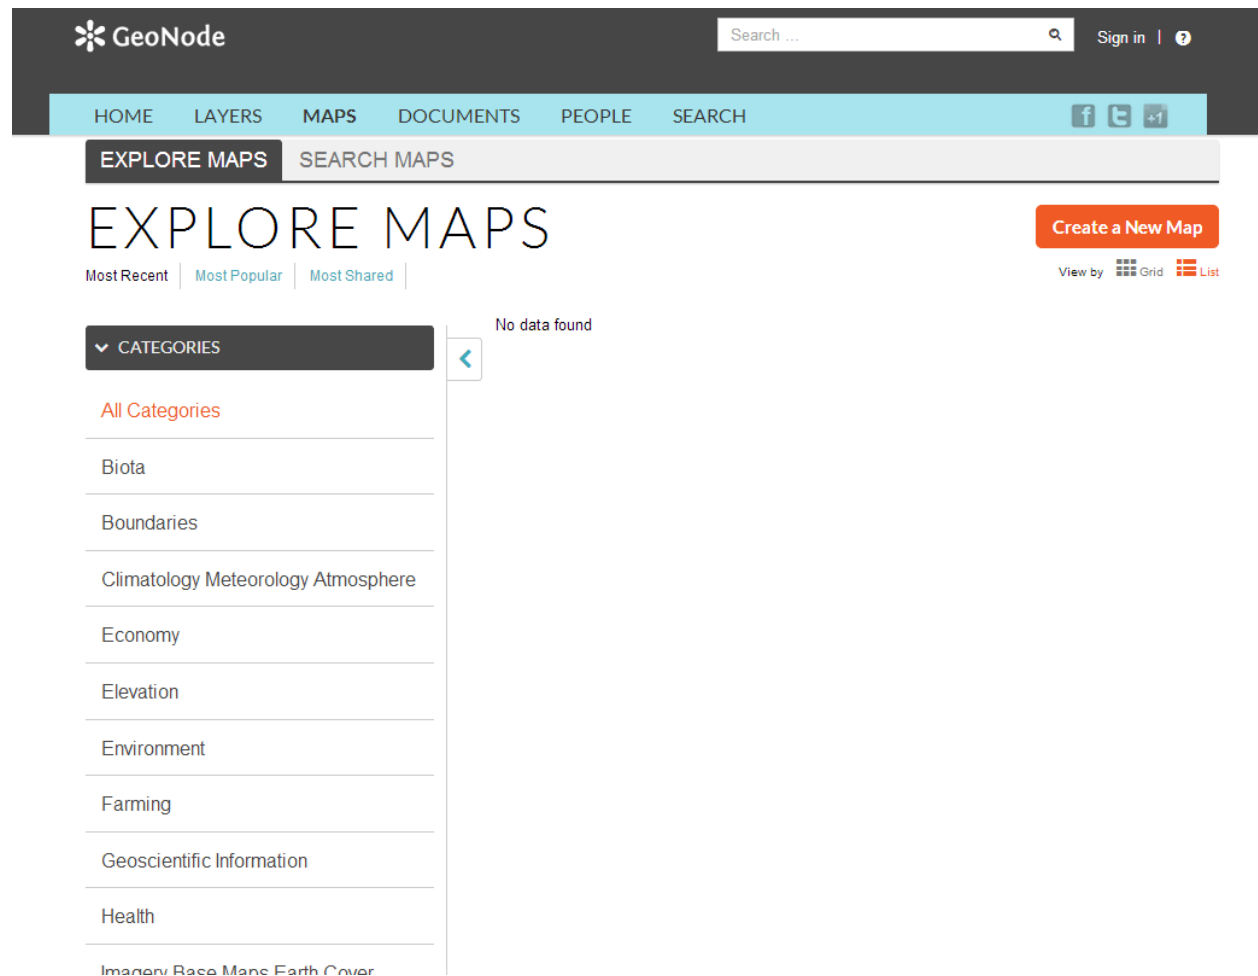 GeoNode
Search ...
Sign in | ?
HOME LAYERS MAPS DOCUMENTS PEOPLE SEARCH
f t +1
EXPLORE MAPS SEARCH MAPS
EXPLORE MAPS
Create a New Map
Most Recent Most Popular Most Shared
View by Grid List
No data found
CATEGORIES
All Categories
Biota
Boundaries
Climatology Meteorology Atmosphere
Economy
Elevation
Environment
Farming
Geoscientific Information
Health
Imagery Base Maps Earth Cover